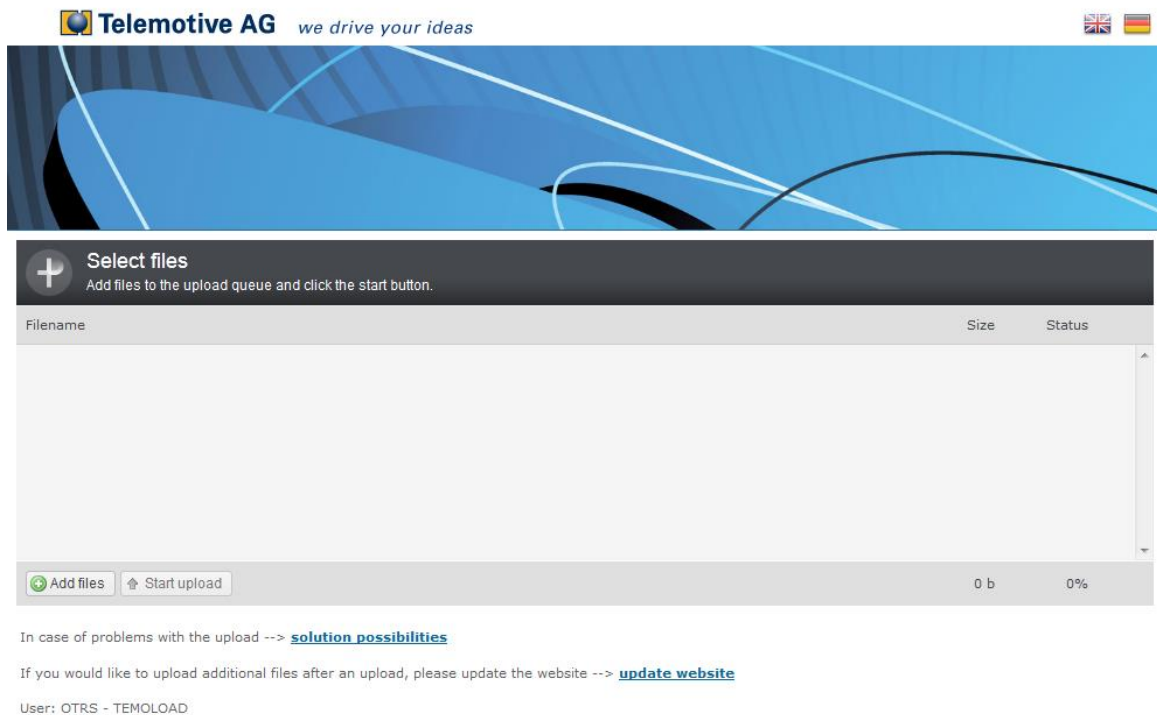 Telemotive AG we drive your ideas
Select files
Add files to the upload queue and click the start button.
Filename Size Status
Add files Start upload 0 b 0%
In case of problems with the upload --> solution possibilities
If you would like to upload additional files after an upload, please update the website --> update website
User: OTRS - TEMOLOAD